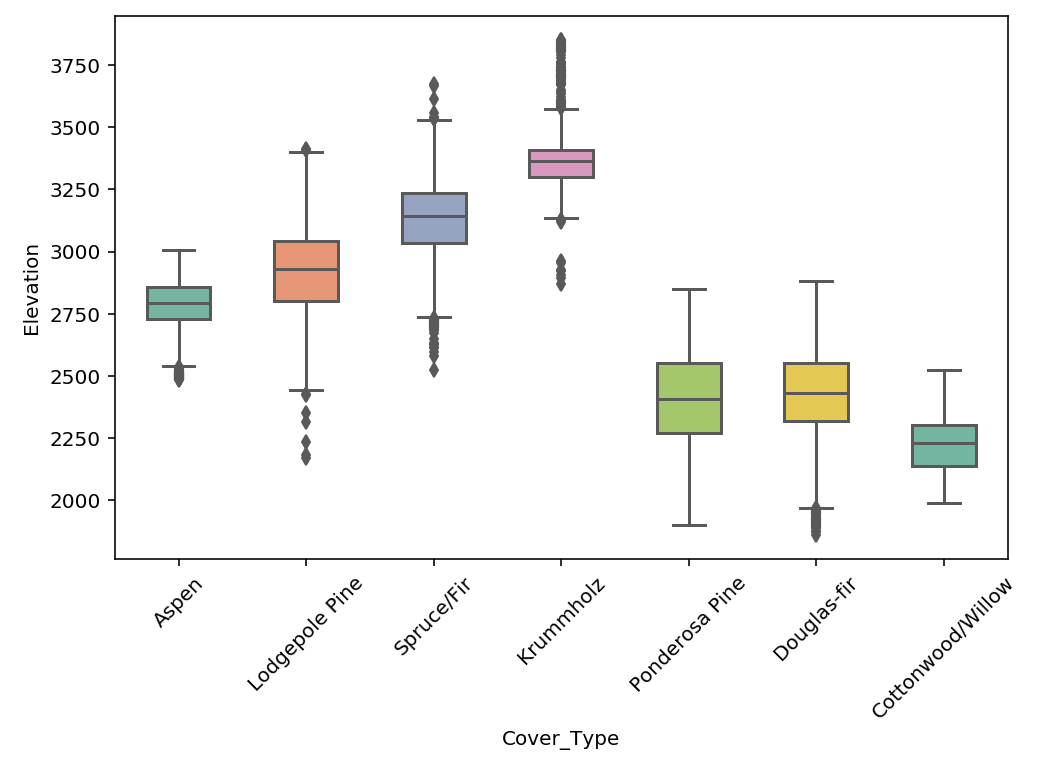 3750
3500
3250
3000
2750
2500
2250
2000
Elevation
Aspen
Lodgepole Pine
Spruce/Fir
Krummholz
Ponderosa Pine
Douglas-fir
Cottonwood/Willow
Cover_Type